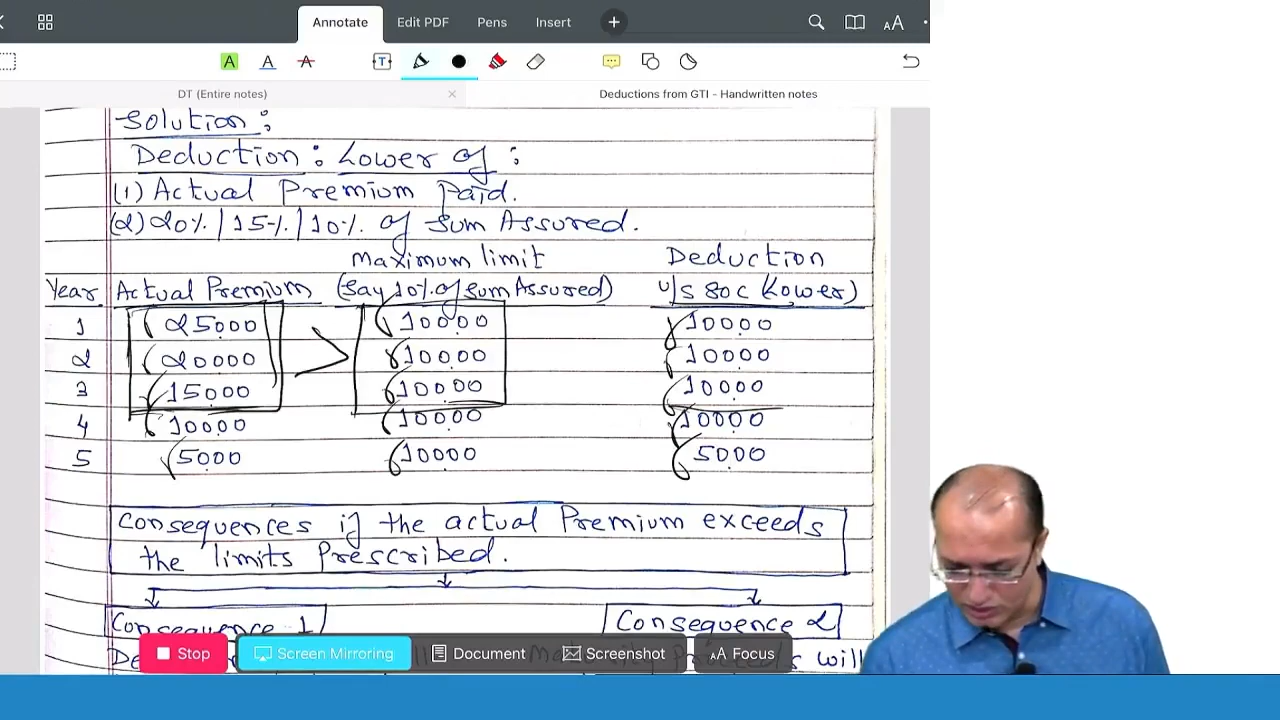 Annotate Edit PDF Pens Insert
DT (Entire notes) Deductions from GTI - Handwritten notes
Solution:
Deduction: Lower of:
(1) Actual Premium Paid.
(2) 20% | 15% | 10% of Sum Assured.
Maximum limit Deduction
Year Actual Premium (Say 10% of Sum Assured) U/s 80C (Lower)
1 25000 10000 10000
2 20000 > 10000 10000
3 15000 10000 10000
4 10000 10000 10000
5 5000 10000 5000
Consequences if the actual Premium exceeds
the limits Prescribed.
Consequence 1 Consequence 2
Stop Screen Mirroring Document Screenshot AA Focus
will